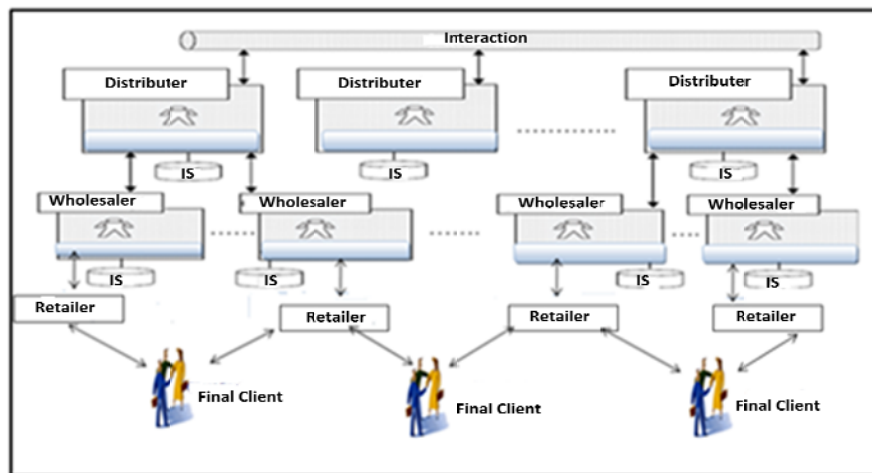 Interaction
Distributer
Distributer
Distributer
IS
IS
IS
Wholesaler
Wholesaler
Wholesaler
Wholesaler
IS
IS
IS
IS
Retailer
Retailer
Retailer
Retailer
Final Client
Final Client
Final Client